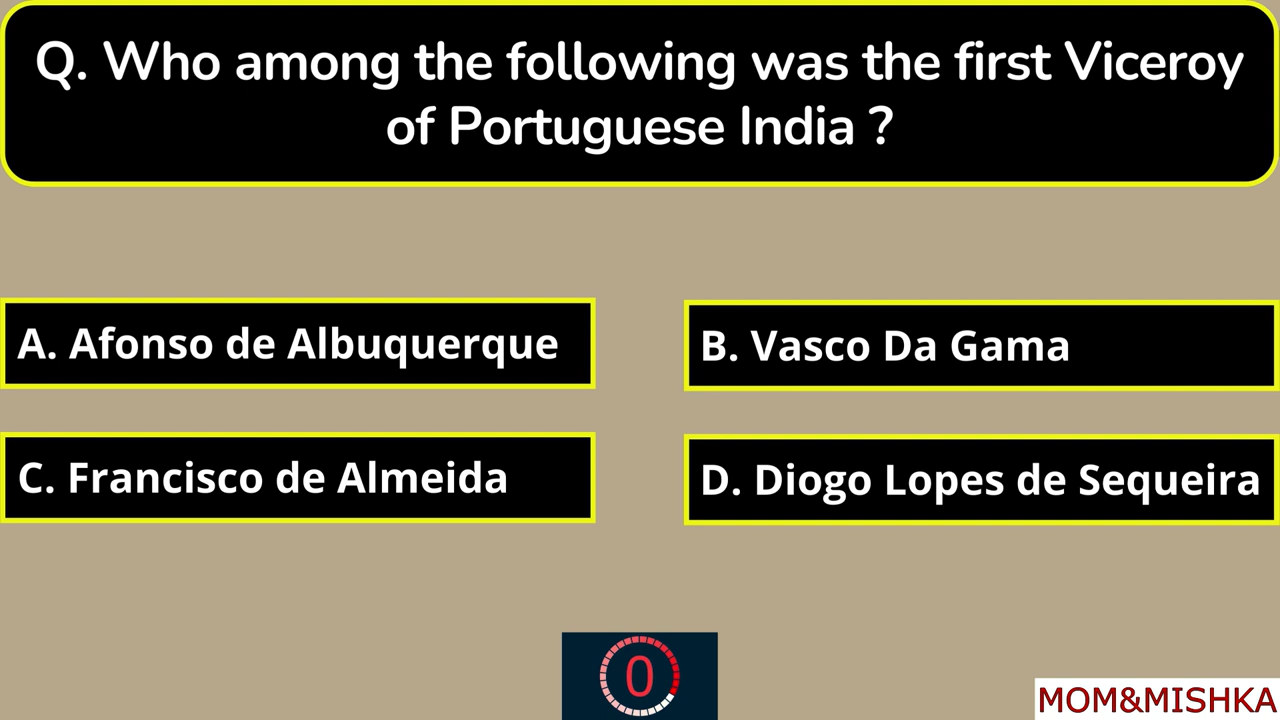 Q. Who among the following was the first Viceroy
of Portuguese India ?
A. Afonso de Albuquerque
B. Vasco Da Gama
C. Francisco de Almeida
D. Diogo Lopes de Sequeira
0
MOM&MISHKA